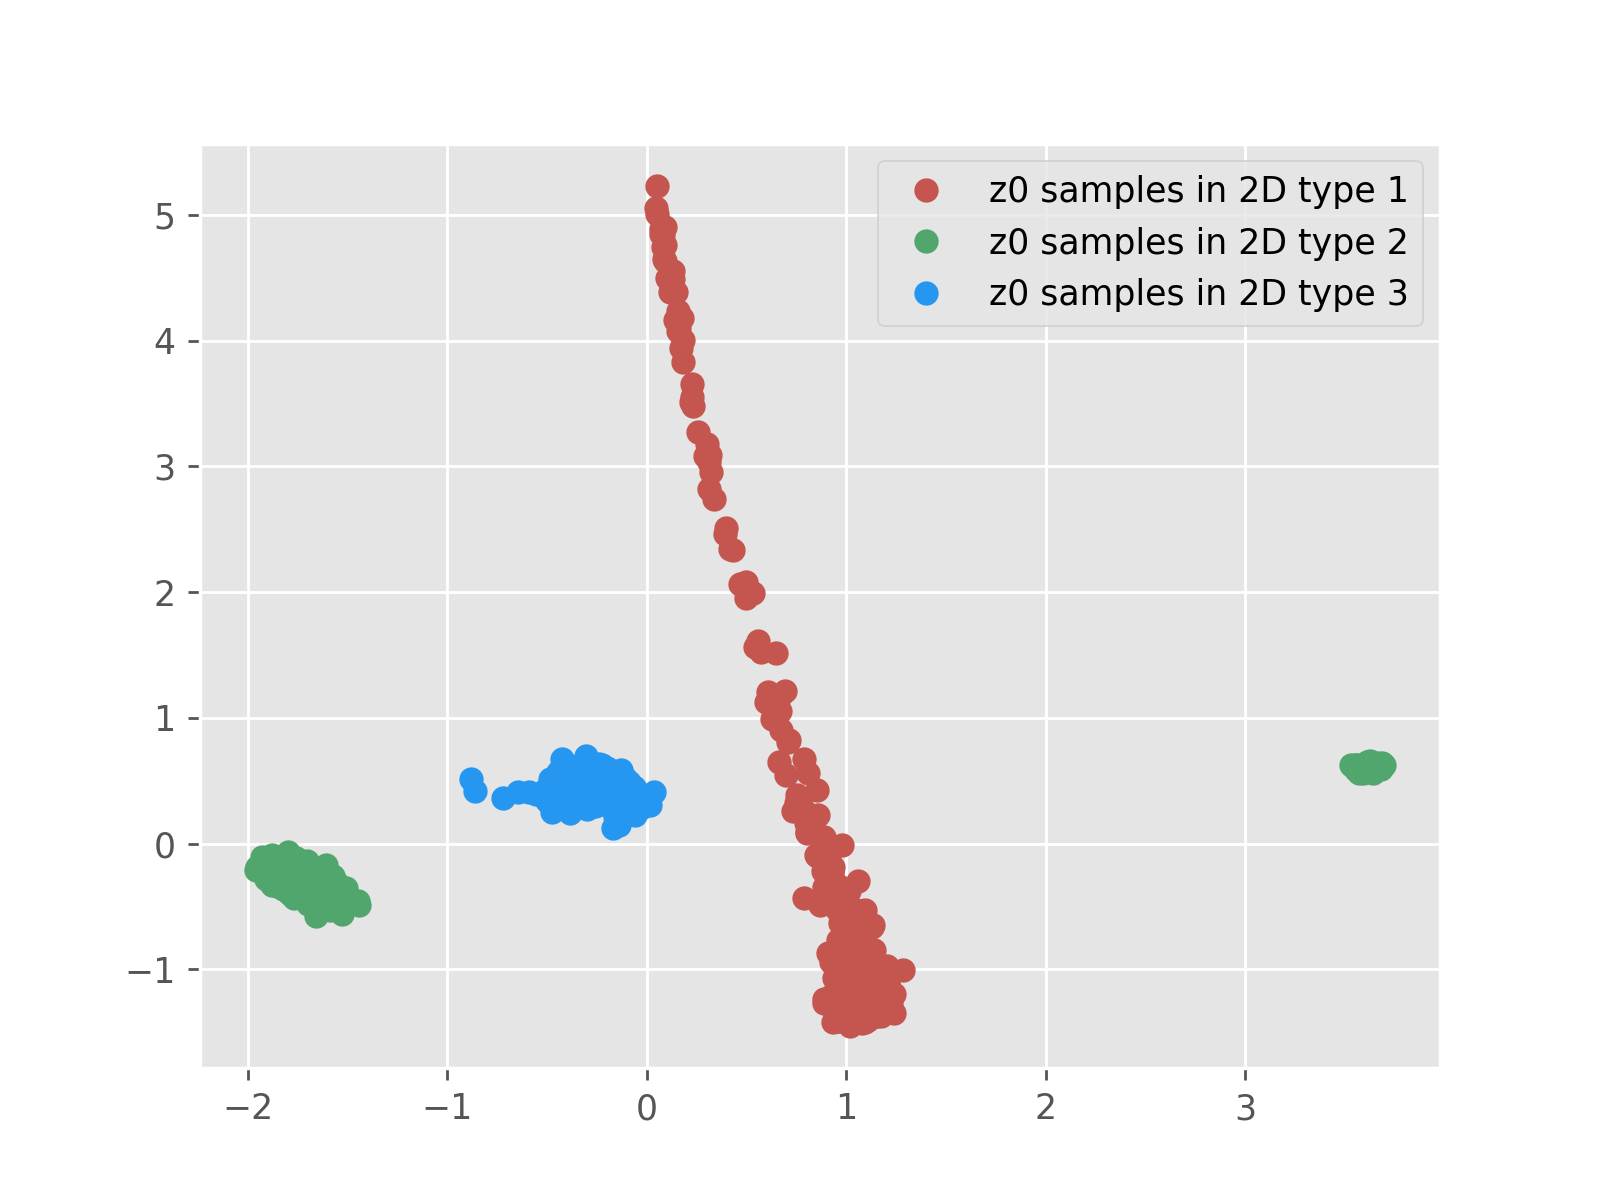 z0 samples in 2D type 1
z0 samples in 2D type 2
z0 samples in 2D type 3
5
4
3
2
1
0
−1
−2 −1 0 1 2 3